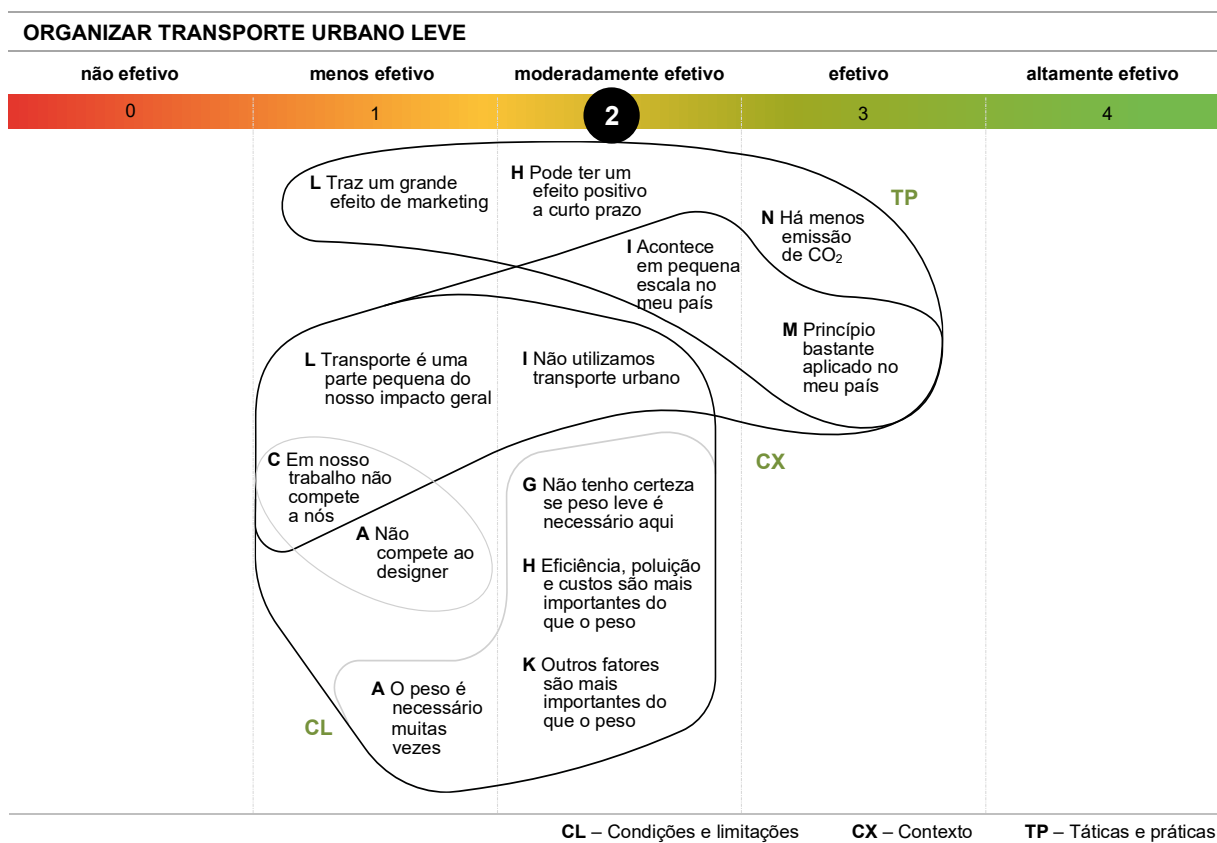 ORGANIZAR TRANSPORTE URBANO LEVE
não efetivo
menos efetivo
moderadamente efetivo
efetivo
altamente efetivo
0
1
2
3
4
L Traz um grande
efeito de marketing
H Pode ter um
efeito positivo
a curto prazo
TP
N Há menos
emissão
de CO₂
I Acontece
em pequena
escala no
meu país
M Princípio
bastante
aplicado no
meu país
L Transporte é uma
parte pequena do
nosso impacto geral
I Não utilizamos
transporte urbano
CX
C Em nosso
trabalho não
compete
a nós
A Não
compete ao
designer
G Não tenho certeza
se peso leve é
necessário aqui
H Eficiência, poluição
e custos são mais
importantes do
que o peso
K Outros fatores
são mais
importantes do
que o peso
A O peso é
necessário
muitas
vezes
CL
CL – Condições e limitações
CX – Contexto
TP – Táticas e práticas